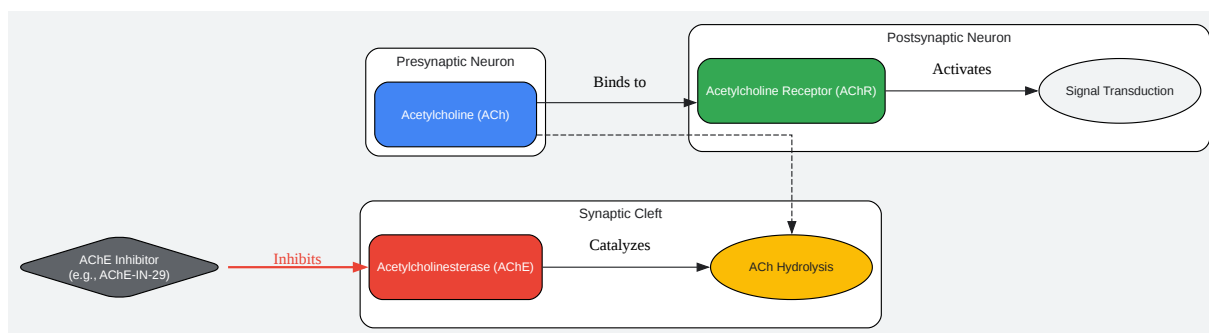 Postsynaptic Neuron
Presynaptic Neuron
Binds to
Acetylcholine Receptor (AChR)
Activates
Signal Transduction
Acetylcholine (ACh)
Synaptic Cleft
AChE Inhibitor
(e.g., AChE-IN-29)
Inhibits
Acetylcholinesterase (AChE)
Catalyzes
ACh Hydrolysis